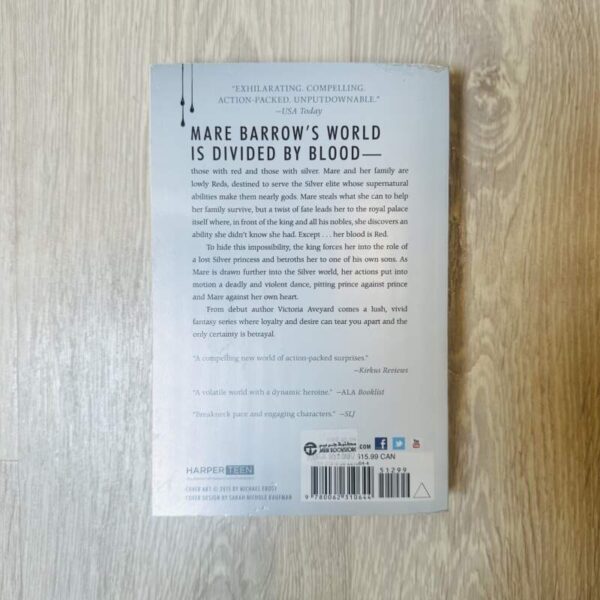 “EXHILARATING. COMPELLING.
ACTION-PACKED. UNPUTDOWNABLE.”
—USA Today
MARE BARROW’S WORLD
IS DIVIDED BY BLOOD—
those with red and those with silver. Mare and her family are
lowly Reds, destined to serve the Silver elite whose supernatural
abilities make them nearly gods. Mare steals what she can to help
her family survive, but a twist of fate leads her to the royal palace
itself where, in front of the king and all his nobles, she discovers an
ability she didn’t know she had. Except . . . her blood is Red.
To hide this impossibility, the king forces her into the role of
a lost Silver princess and betroths her to one of his own sons. As
Mare is drawn further into the Silver world, her actions put into
motion a deadly and violent dance, pitting prince against prince
and Mare against her own heart.
From debut author Victoria Aveyard comes a lush, vivid
fantasy series where loyalty and desire can tear you apart and the
only certainty is betrayal.
“A compelling new world of action-packed surprises.”
—Kirkus Reviews
“A volatile world with a dynamic heroine.” —ALA Booklist
“Breakneck pace and engaging characters.” —SLJ
.COM
$15.99 CAN
HARPER TEEN
51299
9 780062 310644
COVER ART © 2015 BY MICHAEL FROST
COVER DESIGN BY SARAH NICHOLE KAUFMAN